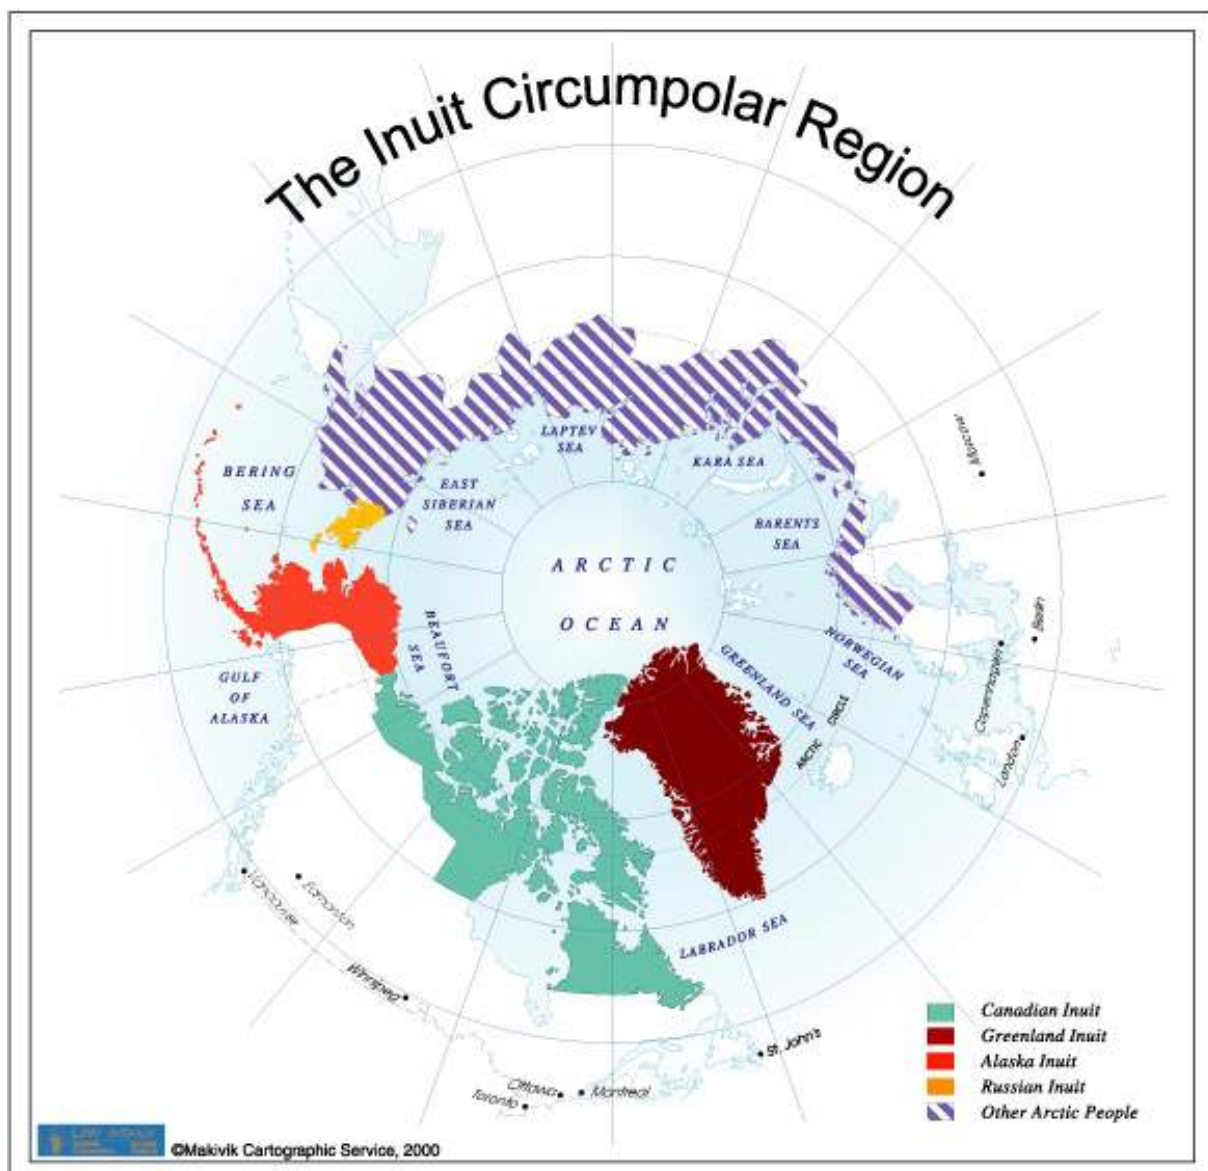 The Inuit Circumpolar Region
LAPTEV
SEA
KARA SEA
BERING
SEA
EAST
SIBERIAN
SEA
BARENTS
SEA
Moscow
ARCTIC
OCEAN
BEAUFORT
SEA
GREENLAND SEA
NORWEGIAN
SEA
Berlin
Copenhagen
London
GULF
OF
ALASKA
ARCTIC CIRCLE
Vancouver
Edmonton
Winnipeg
LABRADOR SEA
St. John's
Ottawa
Montreal
Toronto
Canadian Inuit
Greenland Inuit
Alaska Inuit
Russian Inuit
Other Arctic People
©Makivik Cartographic Service, 2000